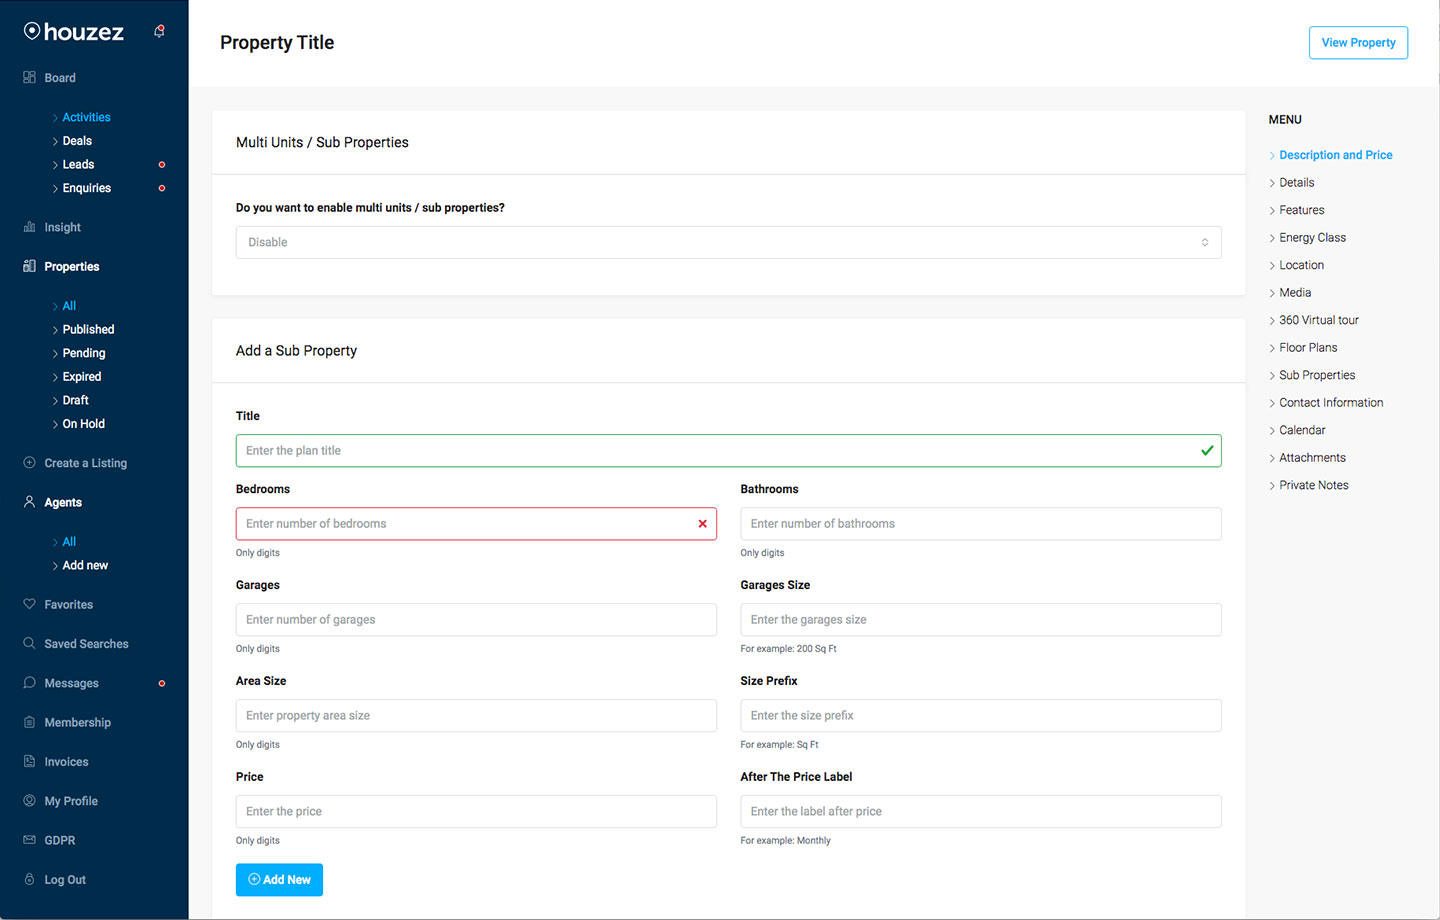 houzez
Board
Activities
Deals
Leads
Enquiries
Insight
Properties
All
Published
Pending
Expired
Draft
On Hold
Create a Listing
Agents
All
Add new
Favorites
Saved Searches
Messages
Membership
Invoices
My Profile
GDPR
Log Out
Property Title
View Property
Multi Units / Sub Properties
Do you want to enable multi units / sub properties?
Disable
Add a Sub Property
Title
Enter the plan title
Bedrooms
Enter number of bedrooms
Only digits
Bathrooms
Enter number of bathrooms
Only digits
Garages
Enter number of garages
Only digits
Garages Size
Enter the garages size
For example: 200 Sq Ft
Area Size
Enter property area size
Only digits
Size Prefix
Enter the size prefix
For example: Sq Ft
Price
Enter the price
Only digits
After The Price Label
Enter the label after price
For example: Monthly
Add New
MENU
Description and Price
Details
Features
Energy Class
Location
Media
360 Virtual tour
Floor Plans
Sub Properties
Contact Information
Calendar
Attachments
Private Notes